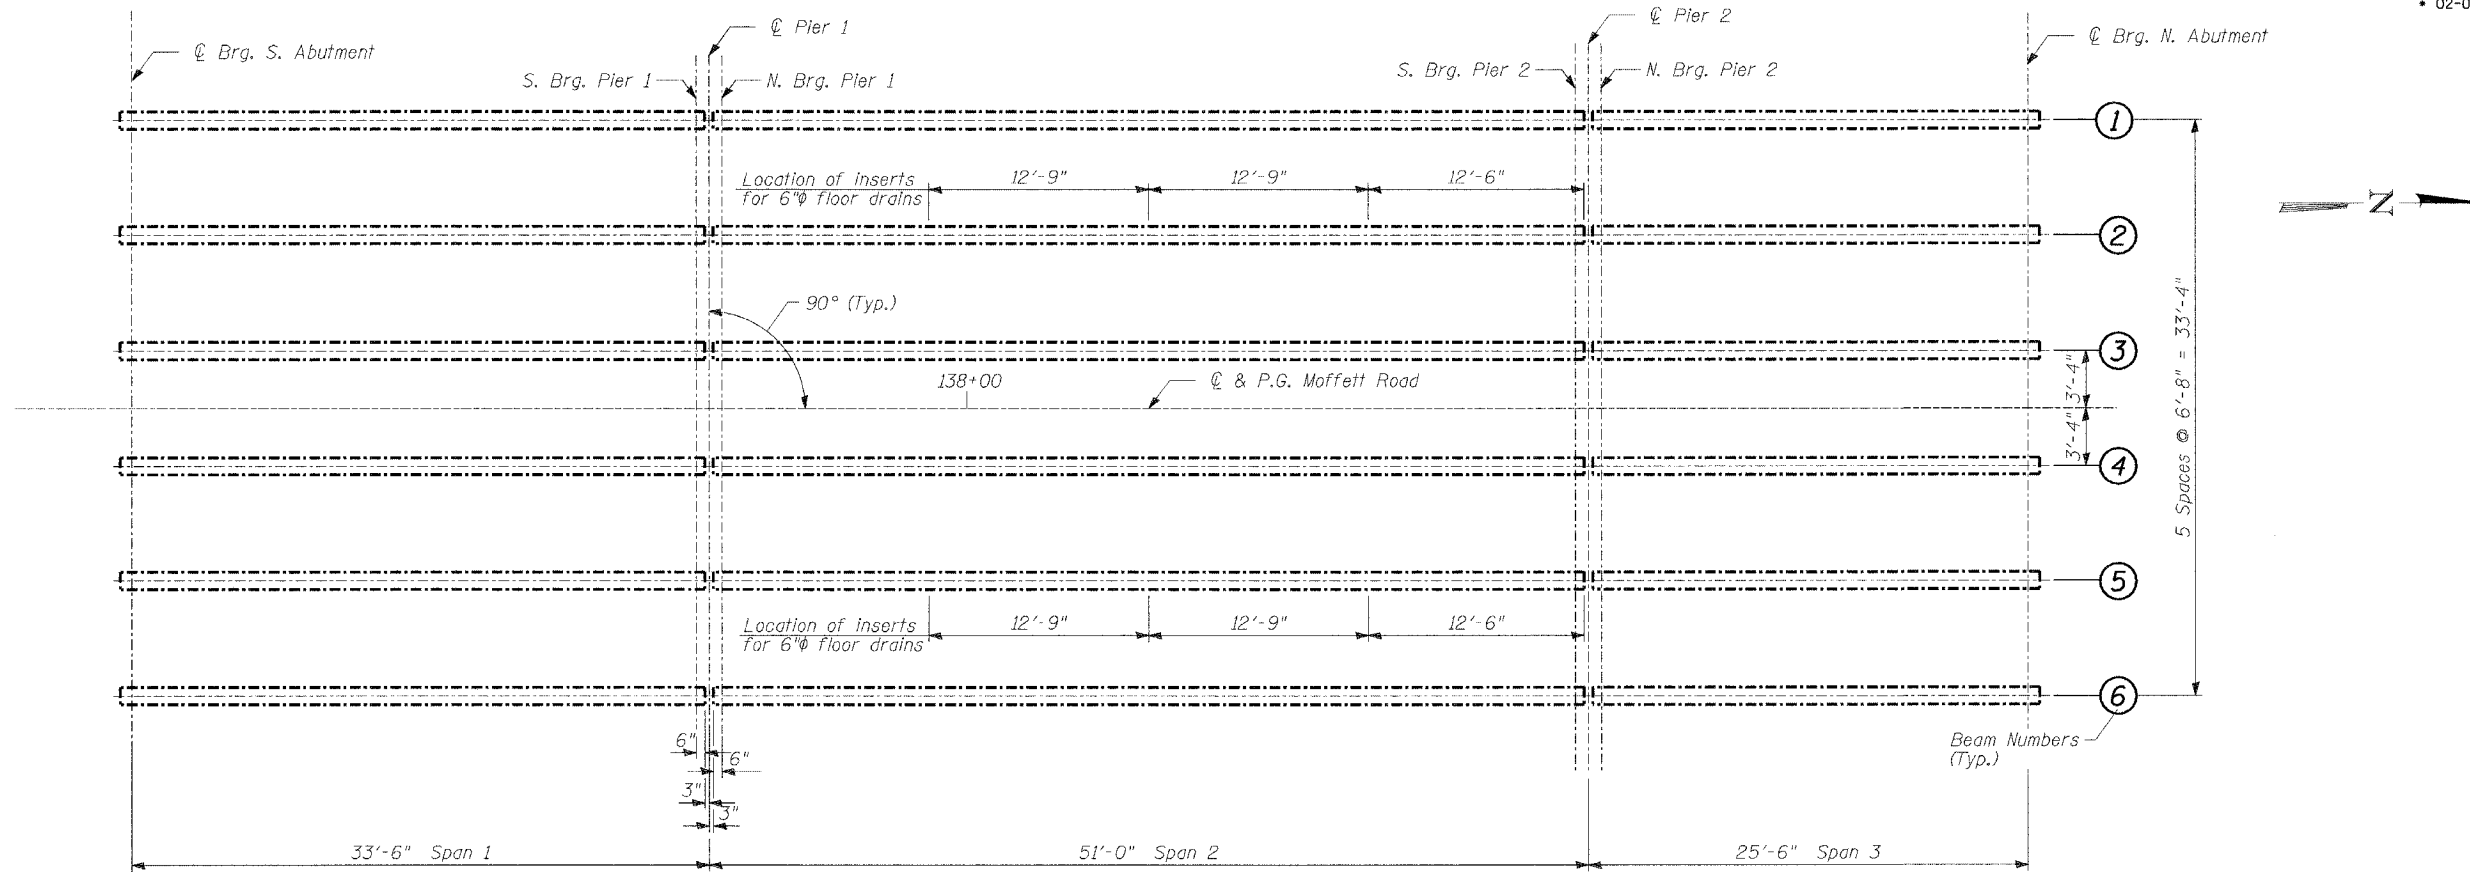 * 02-0
℄ Pier 1
℄ Pier 2
℄ Brg. S. Abutment
℄ Brg. N. Abutment
S. Brg. Pier 1
N. Brg. Pier 1
S. Brg. Pier 2
N. Brg. Pier 2
1
Location of inserts
for 6"φ floor drains
12'-9"
12'-9"
12'-6"
N
2
90° (Typ.)
3
138+00
℄ & P.G. Moffett Road
3'-4"
3'-4"
5 Spaces @ 6'-8" = 33'-4"
4
5
Location of inserts
for 6"φ floor drains
12'-9"
12'-9"
12'-6"
6
Beam Numbers
(Typ.)
6"
6"
3"
3"
33'-6" Span 1
51'-0" Span 2
25'-6" Span 3